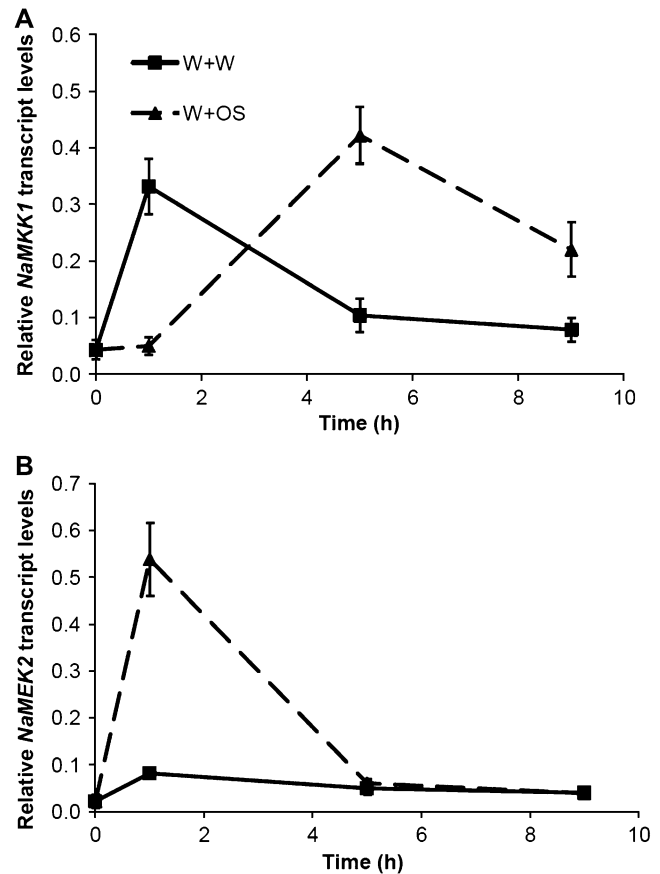 A
Relative NaMKK1 transcript levels
0.6
0.5
0.4
0.3
0.2
0.1
0.0
W+W
W+OS
0 2 4 6 8 10
Time (h)
B
Relative NaMEK2 transcript levels
0.7
0.6
0.5
0.4
0.3
0.2
0.1
0.0
0 2 4 6 8 10
Time (h)